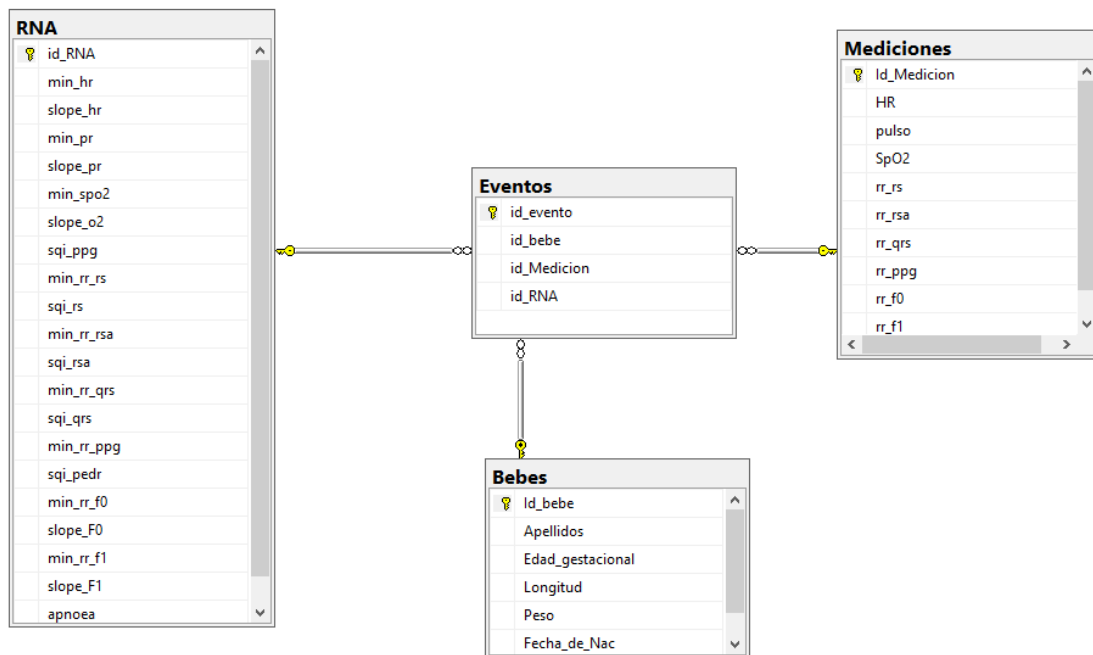 RNA
id_RNA
min_hr
slope_hr
min_pr
slope_pr
min_spo2
slope_o2
sqi_ppg
min_rr_rs
sqi_rs
min_rr_rsa
sqi_rsa
min_rr_qrs
sqi_qrs
min_rr_ppg
sqi_pedr
min_rr_f0
slope_F0
min_rr_f1
slope_F1
apnoea
Eventos
id_evento
id_bebe
id_Medicion
id_RNA
Mediciones
Id_Medicion
HR
pulso
SpO2
rr_rs
rr_rsa
rr_qrs
rr_ppg
rr_f0
rr_f1
Bebes
Id_bebe
Apellidos
Edad_gestacional
Longitud
Peso
Fecha_de_Nac